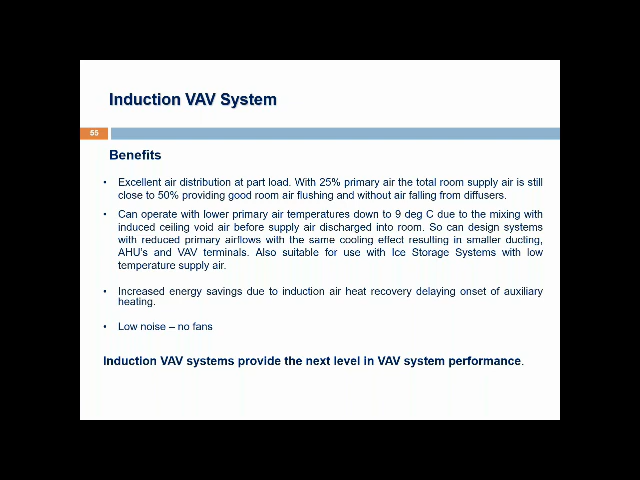 Induction VAV System
55
Benefits
• Excellent air distribution at part load. With 25% primary air the total room supply air is still
close to 50% providing good room air flushing and without air falling from diffusers.
• Can operate with lower primary air temperatures down to 9 deg C due to the mixing with
induced ceiling void air before supply air discharged into room. So can design systems
with reduced primary airflows with the same cooling effect resulting in smaller ducting,
AHU's and VAV terminals. Also suitable for use with Ice Storage Systems with low
temperature supply air.
• Increased energy savings due to induction air heat recovery delaying onset of auxiliary
heating.
• Low noise – no fans
Induction VAV systems provide the next level in VAV system performance.